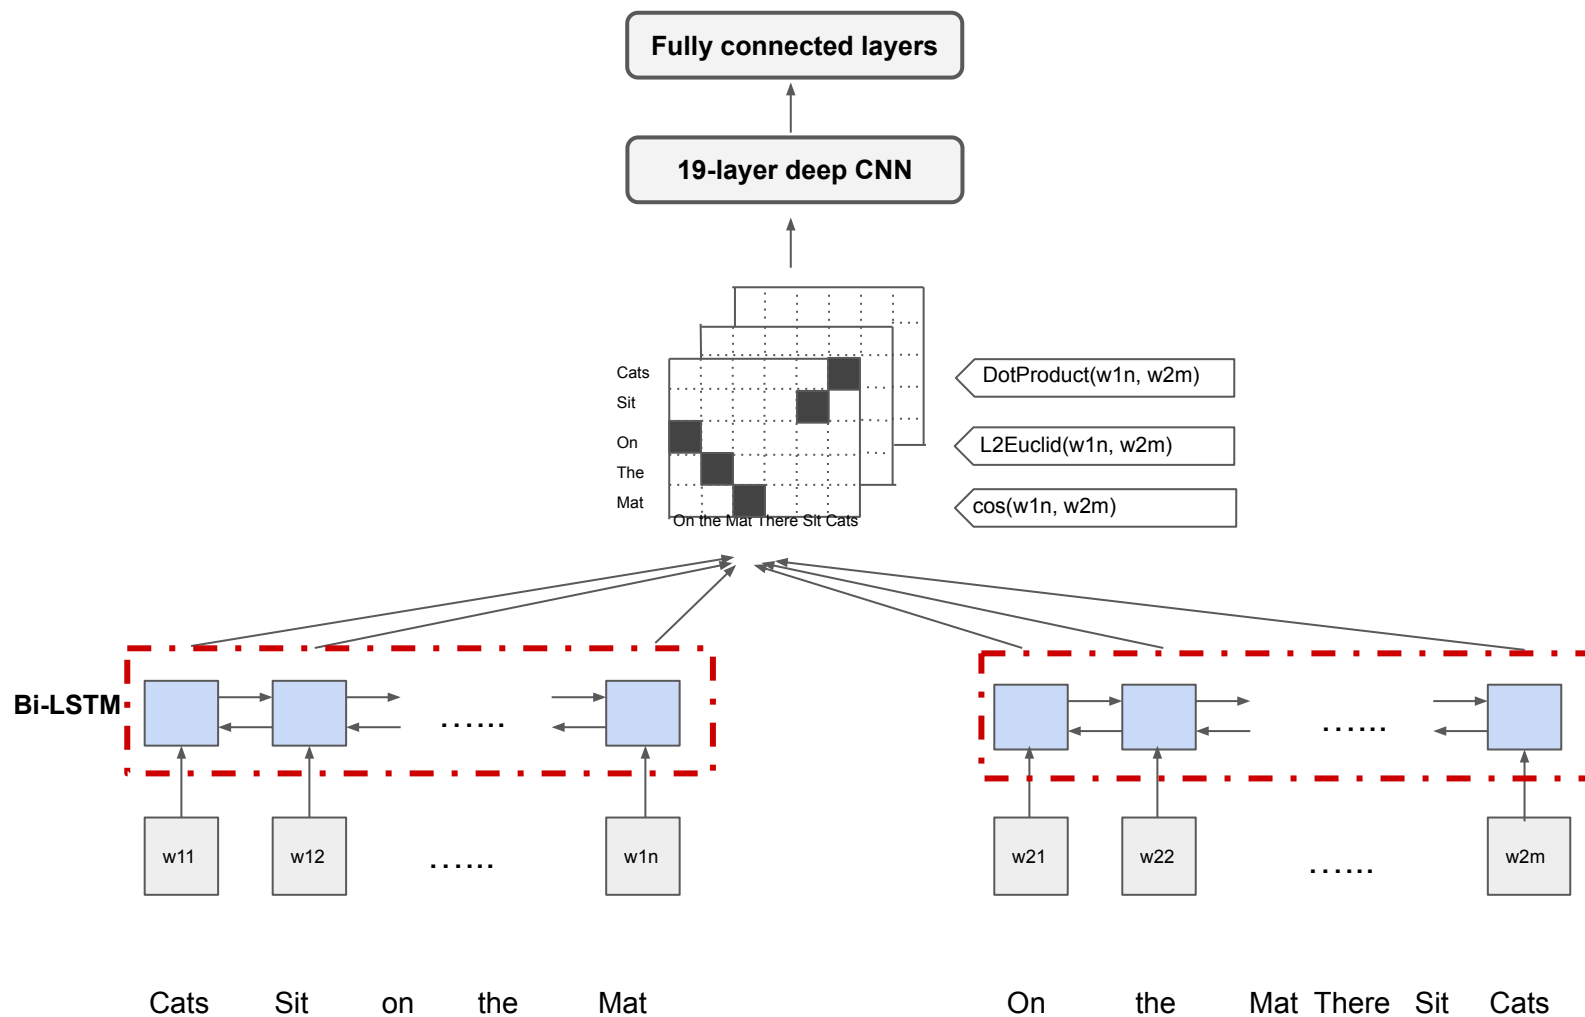 Fully connected layers
19-layer deep CNN
Cats
Sit
On
The
Mat
On the Mat There Sit Cats
DotProduct(w1n, w2m)
L2Euclid(w1n, w2m)
cos(w1n, w2m)
Bi-LSTM
......
......
w11 w12 ...... w1n
w21 w22 ...... w2m
Cats Sit on the Mat
On the Mat There Sit Cats